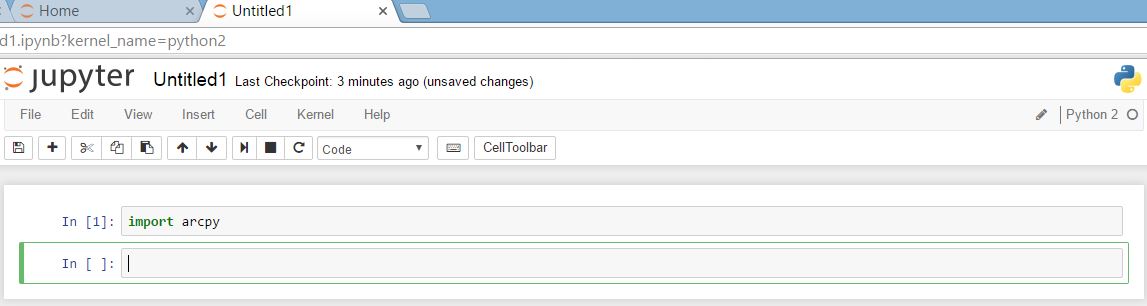 Home × Untitled1 ×
d1.ipynb?kernel_name=python2
jupyter Untitled1 Last Checkpoint: 3 minutes ago (unsaved changes)
File Edit View Insert Cell Kernel Help Python 2
Code CellToolbar
In [1]: import arcpy
In [ ]: